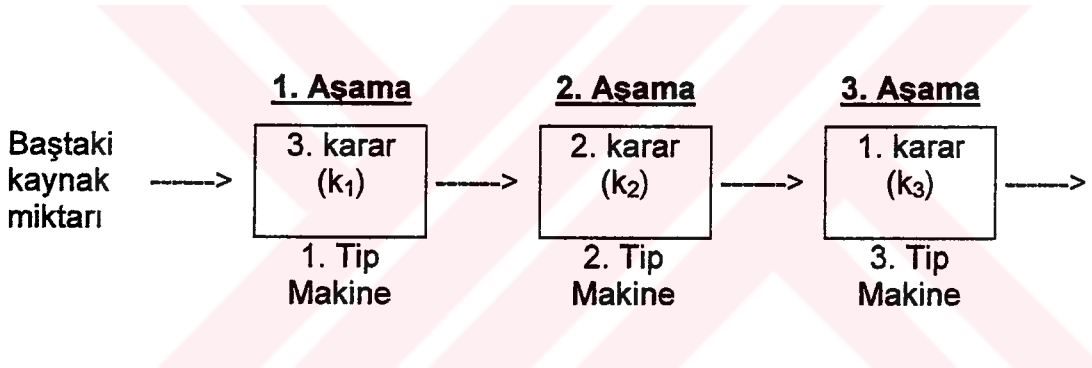 1. Aşama 2. Aşama 3. Aşama
Baştaki
kaynak
miktarı
------>
3. karar
(k₁)
1. Tip
Makine
------>
2. karar
(k₂)
2. Tip
Makine
------>
1. karar
(k₃)
3. Tip
Makine
------>